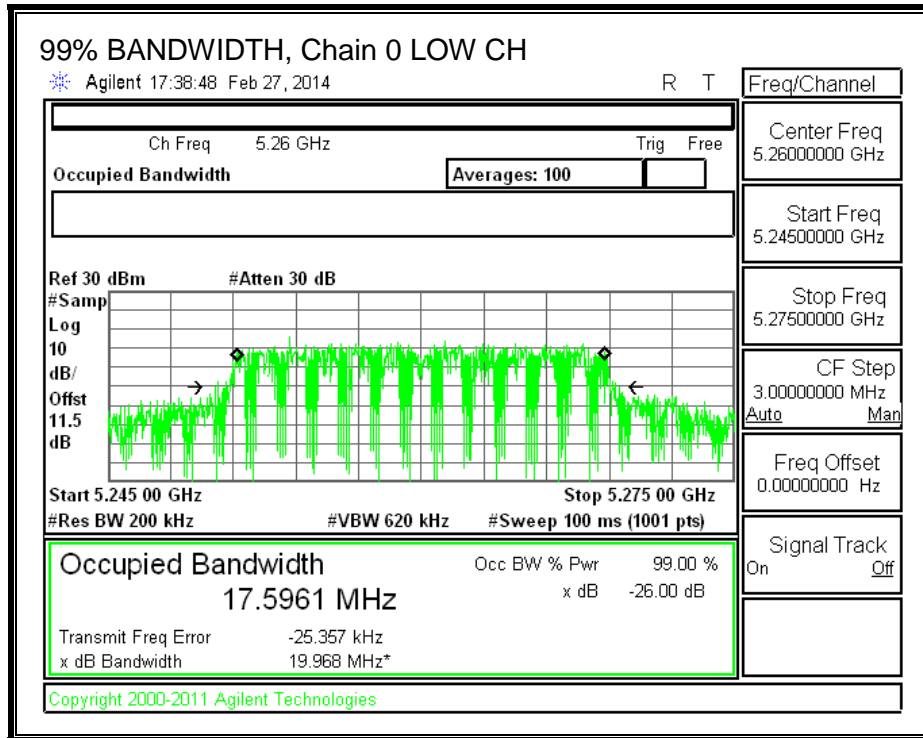 99% BANDWIDTH, Chain 0 LOW CH
Agilent 17:38:48 Feb 27, 2014 R T
Freq/Channel
Ch Freq 5.26 GHz Trig Free
Occupied Bandwidth Averages: 100
Center Freq
5.26000000 GHz
Start Freq
5.24500000 GHz
Stop Freq
5.27500000 GHz
CF Step
3.00000000 MHz
Auto Man
Freq Offset
0.00000000 Hz
Signal Track
On Off
Ref 30 dBm #Atten 30 dB
#Samp
Log
10
dB/
Offst
11.5
dB
Start 5.245 00 GHz Stop 5.275 00 GHz
#Res BW 200 kHz #VBW 620 kHz #Sweep 100 ms (1001 pts)
Occupied Bandwidth Occ BW % Pwr 99.00 %
17.5961 MHz x dB -26.00 dB
Transmit Freq Error -25.357 kHz
x dB Bandwidth 19.968 MHz*
Copyright 2000-2011 Agilent Technologies